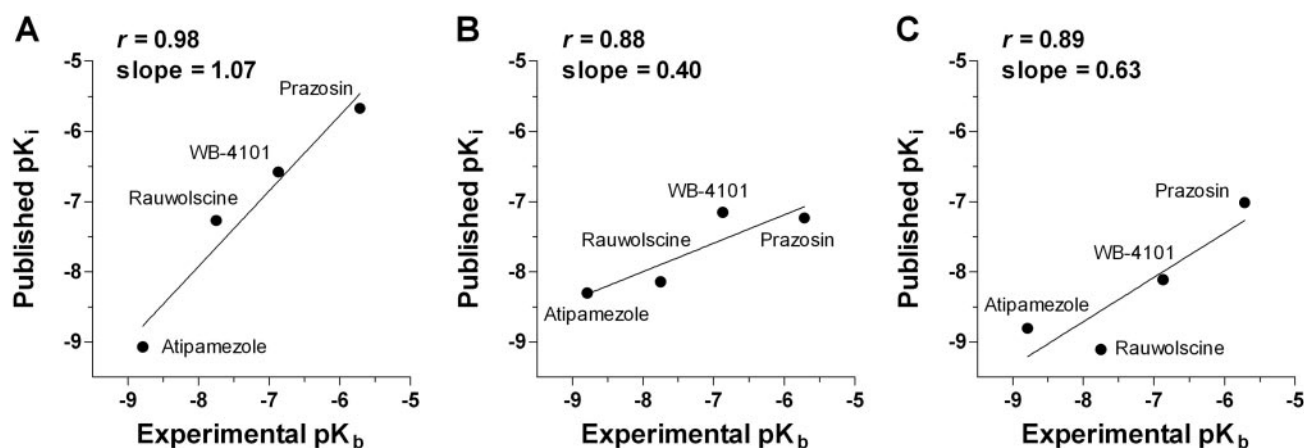 A
r = 0.98
slope = 1.07
-5
-6
-7
-8
-9
Published pKi
Prazosin
WB-4101
Rauwolscine
Atipamezole
-9 -8 -7 -6 -5
Experimental pKb
B
r = 0.88
slope = 0.40
-5
-6
-7
-8
-9
Published pKi
WB-4101
Rauwolscine
Prazosin
Atipamezole
-9 -8 -7 -6 -5
Experimental pKb
C
r = 0.89
slope = 0.63
-5
-6
-7
-8
-9
Published pKi
Prazosin
WB-4101
Atipamezole
Rauwolscine
-9 -8 -7 -6 -5
Experimental pKb